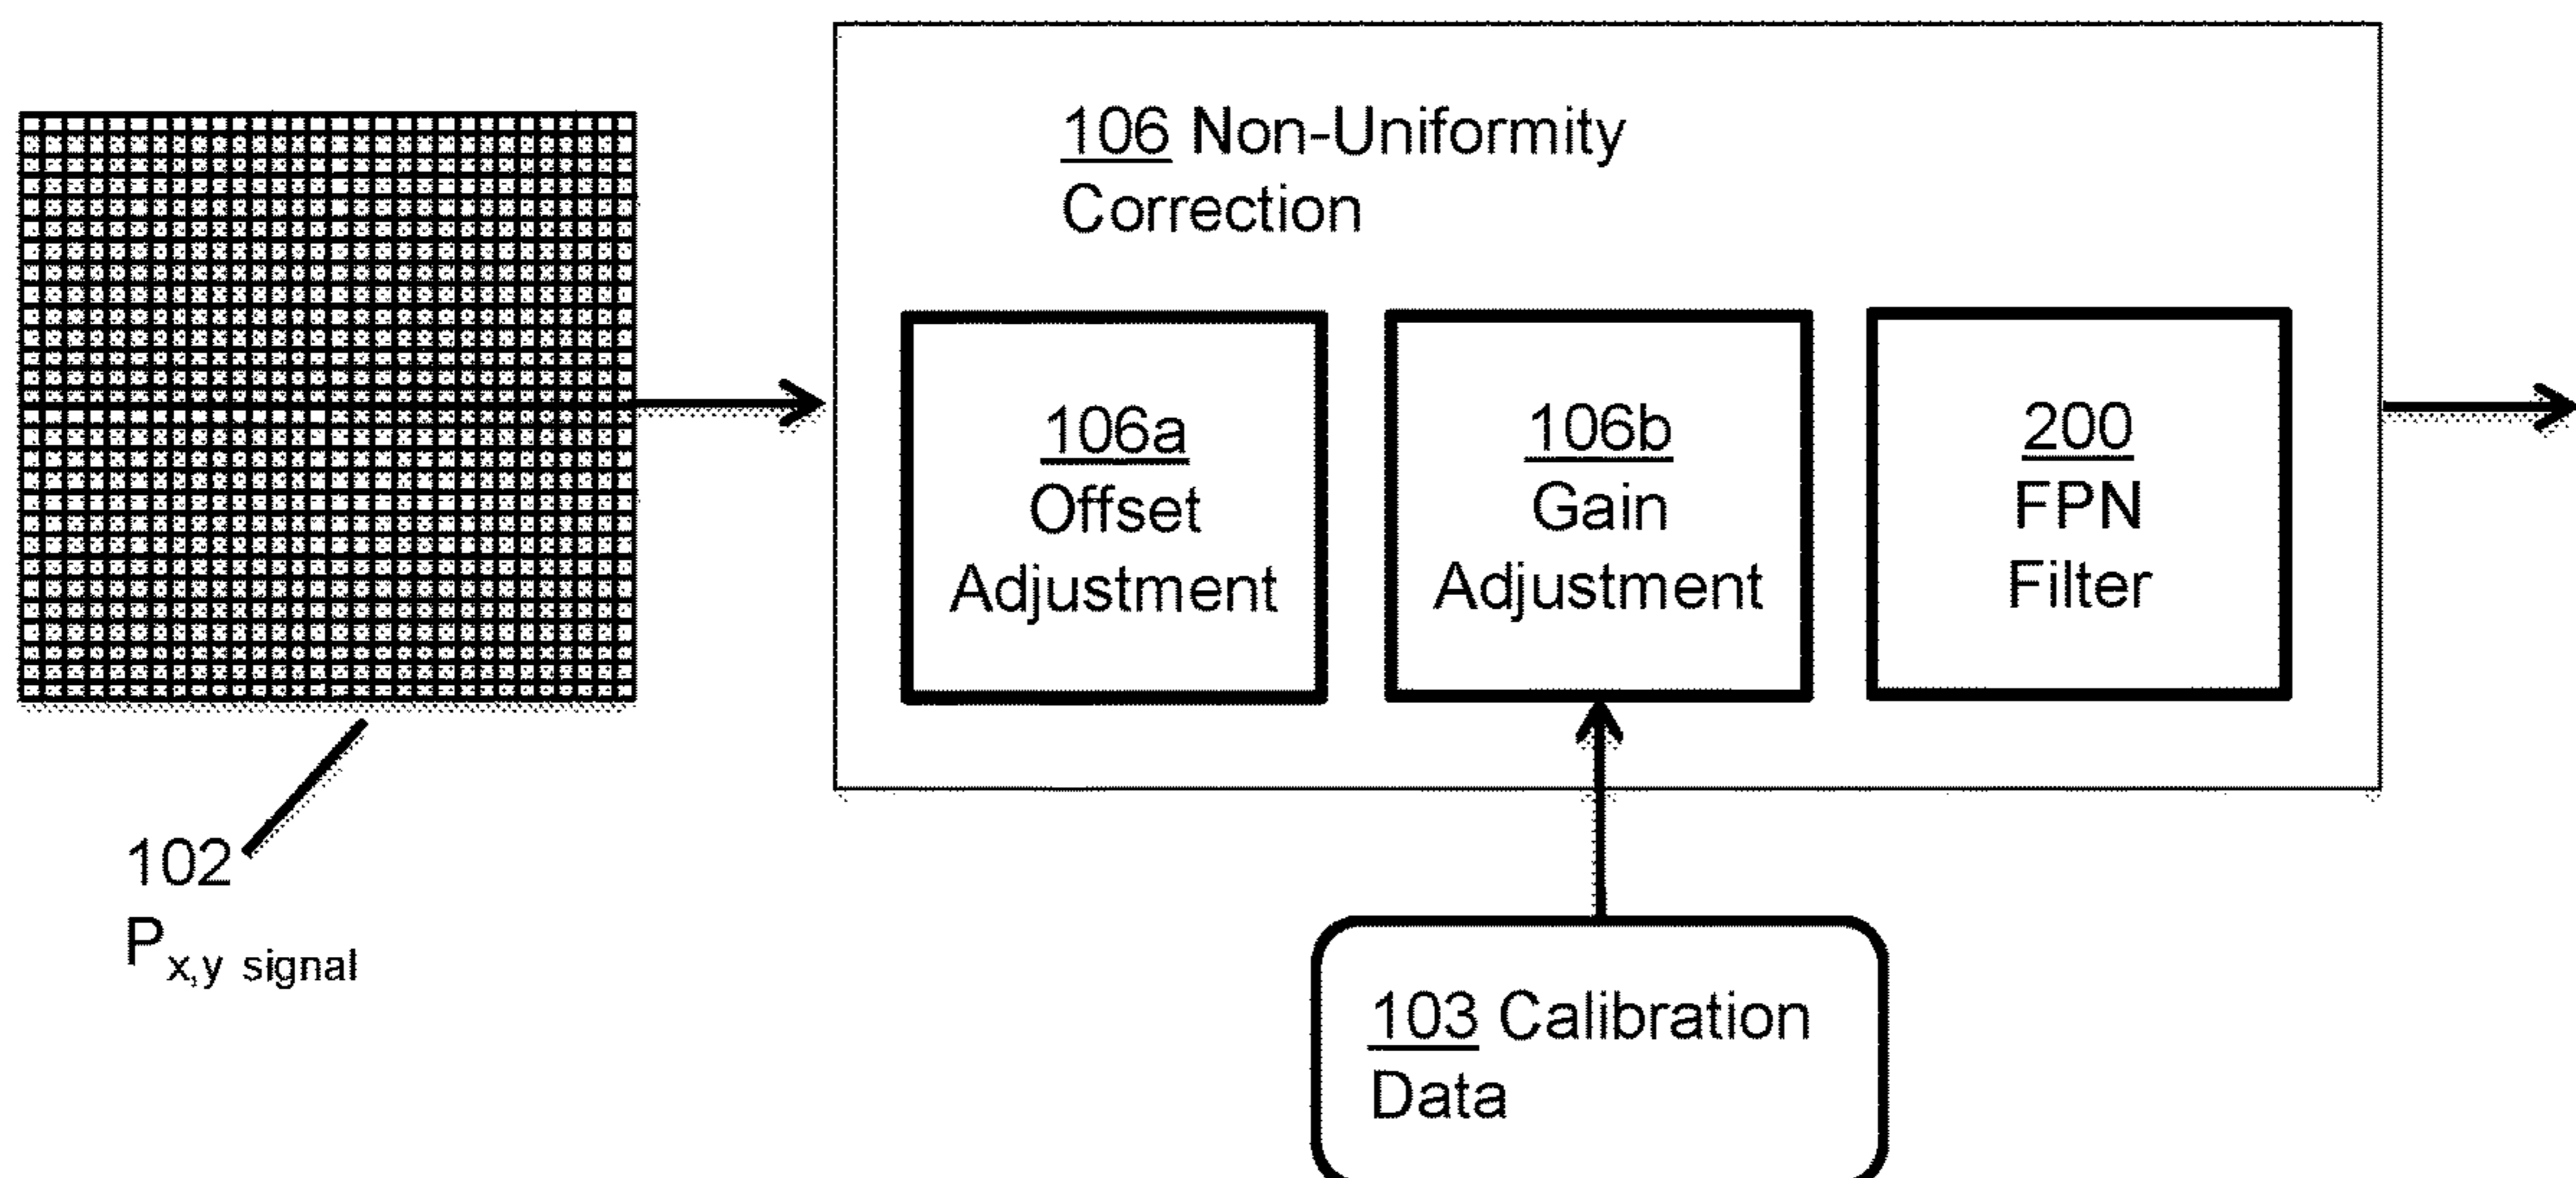 106 Non-Uniformity
Correction
106a
Offset
Adjustment
106b
Gain
Adjustment
200
FPN
Filter
102
Px,y signal
103 Calibration
Data